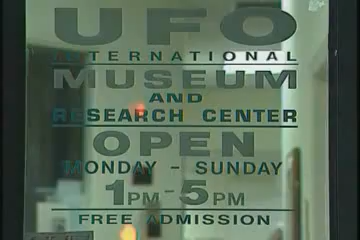 UFO
INTERNATIONAL
MUSEUM
AND
RESEARCH CENTER
OPEN
MONDAY - SUNDAY
1PM-5PM
FREE ADMISSION